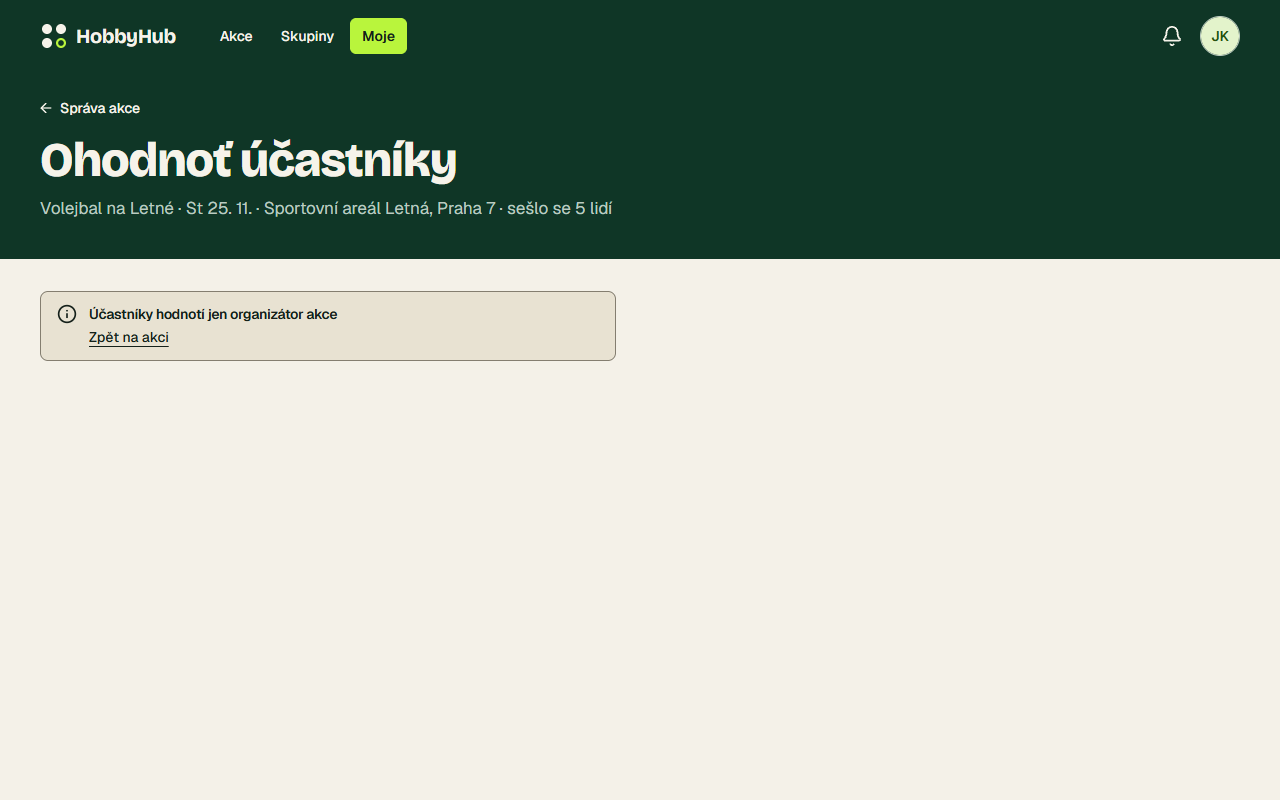 HobbyHub
Akce
Skupiny
Moje
JK
Správa akce
Ohodnoť účastníky
Volejbal na Letné · St 25. 11. · Sportovní areál Letná, Praha 7 · sešlo se 5 lidí
Účastníky hodnotí jen organizátor akce
Zpět na akci